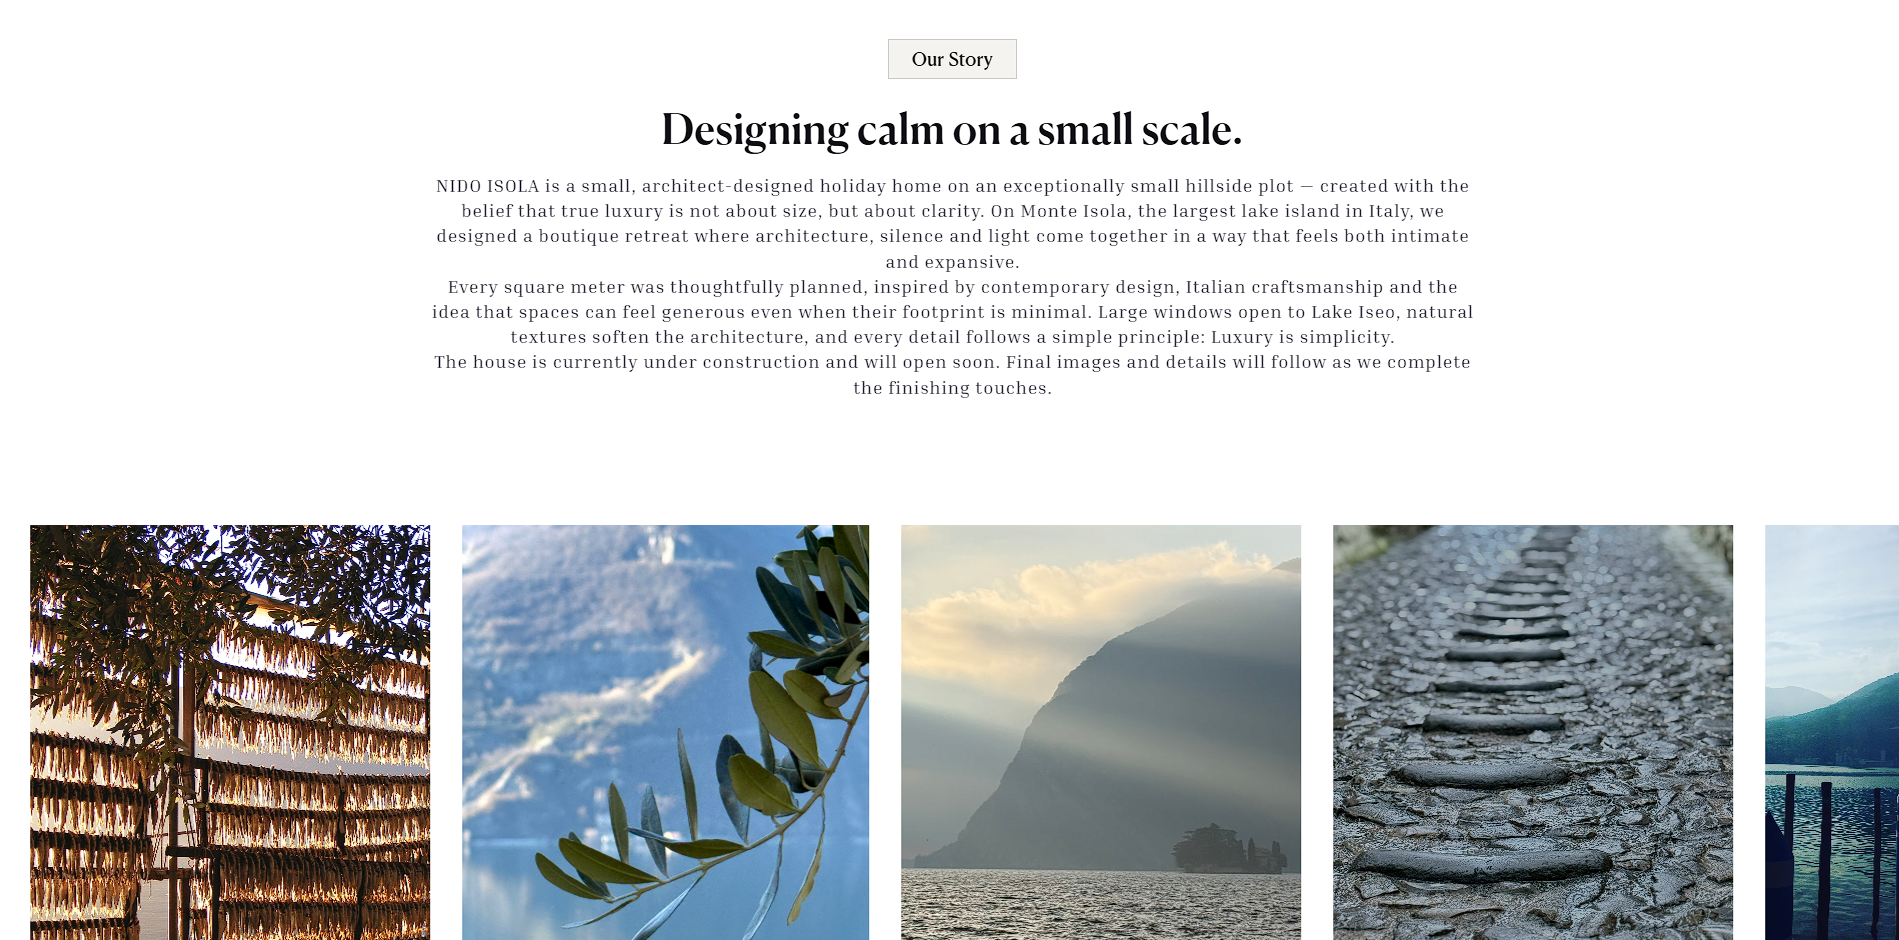 Our Story
Designing calm on a small scale.
NIDO ISOLA is a small, architect-designed holiday home on an exceptionally small hillside plot — created with the
belief that true luxury is not about size, but about clarity. On Monte Isola, the largest lake island in Italy, we
designed a boutique retreat where architecture, silence and light come together in a way that feels both intimate
and expansive.
Every square meter was thoughtfully planned, inspired by contemporary design, Italian craftsmanship and the
idea that spaces can feel generous even when their footprint is minimal. Large windows open to Lake Iseo, natural
textures soften the architecture, and every detail follows a simple principle: Luxury is simplicity.
The house is currently under construction and will open soon. Final images and details will follow as we complete
the finishing touches.